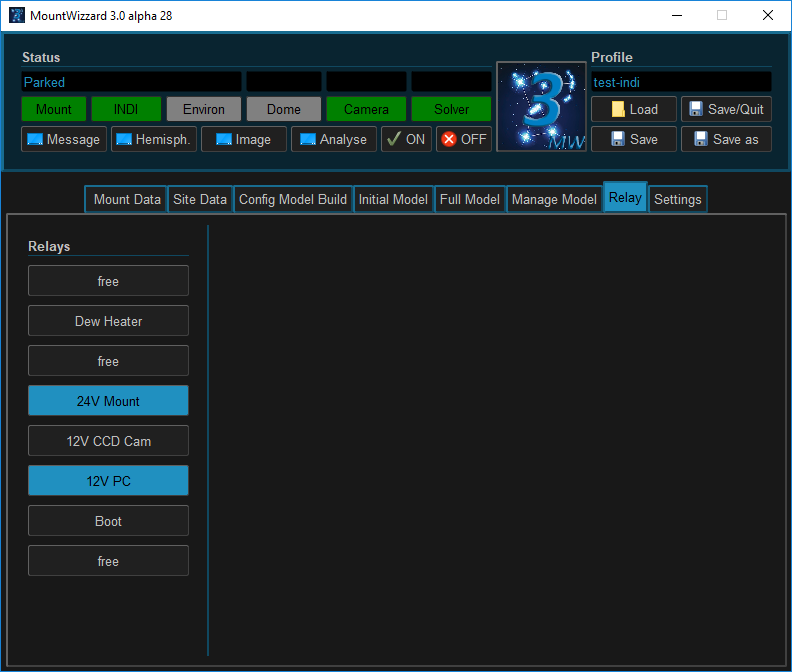 MountWizzard 3.0 alpha 28
Status
Profile
Parked
test-indi
Mount INDI Environ Dome Camera Solver
3
MW
Load Save/Quit
Message Hemisph. Image Analyse ON OFF
Save Save as
Mount Data Site Data Config Model Build Initial Model Full Model Manage Model Relay Settings
Relays
free
Dew Heater
free
24V Mount
12V CCD Cam
12V PC
Boot
free